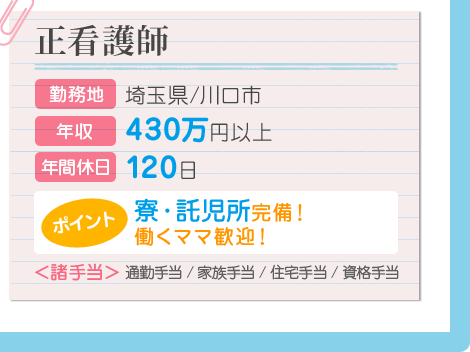 正看護師
勤務地 埼玉県/川口市
年収 430万円以上
年間休日 120日
ポイント 寮・託児所完備！
働くママ歓迎！
＜諸手当＞ 通勤手当 / 家族手当 / 住宅手当 / 資格手当